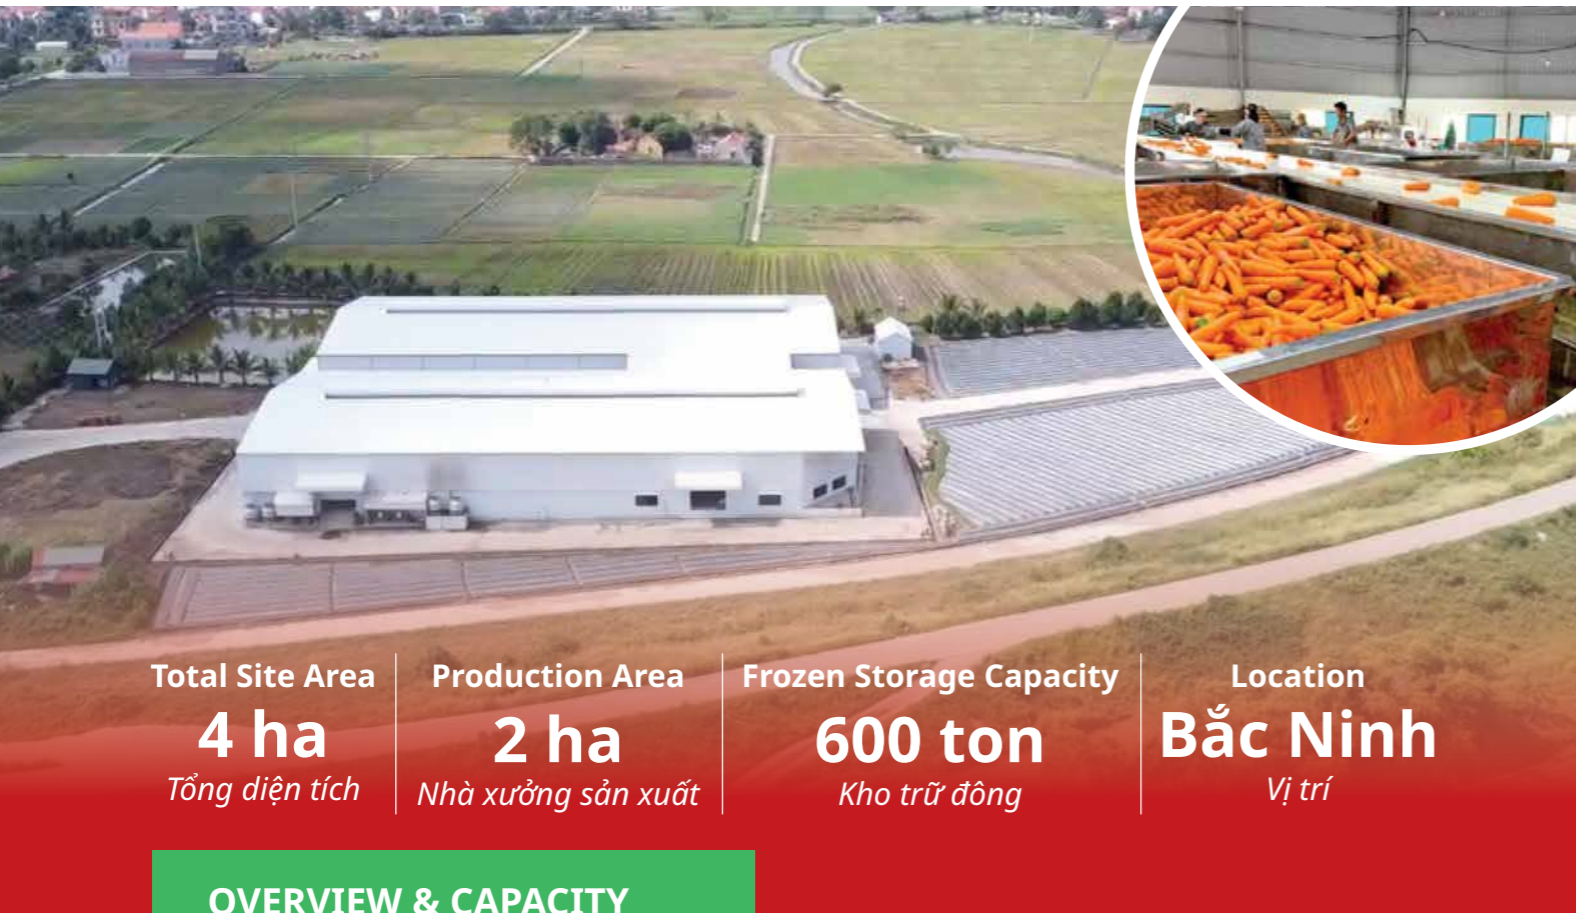 Total Site Area
4 ha
Tổng diện tích
Production Area
2 ha
Nhà xưởng sản xuất
Frozen Storage Capacity
600 ton
Kho trữ đông
Location
Bắc Ninh
Vị trí
OVERVIEW & CAPACITY